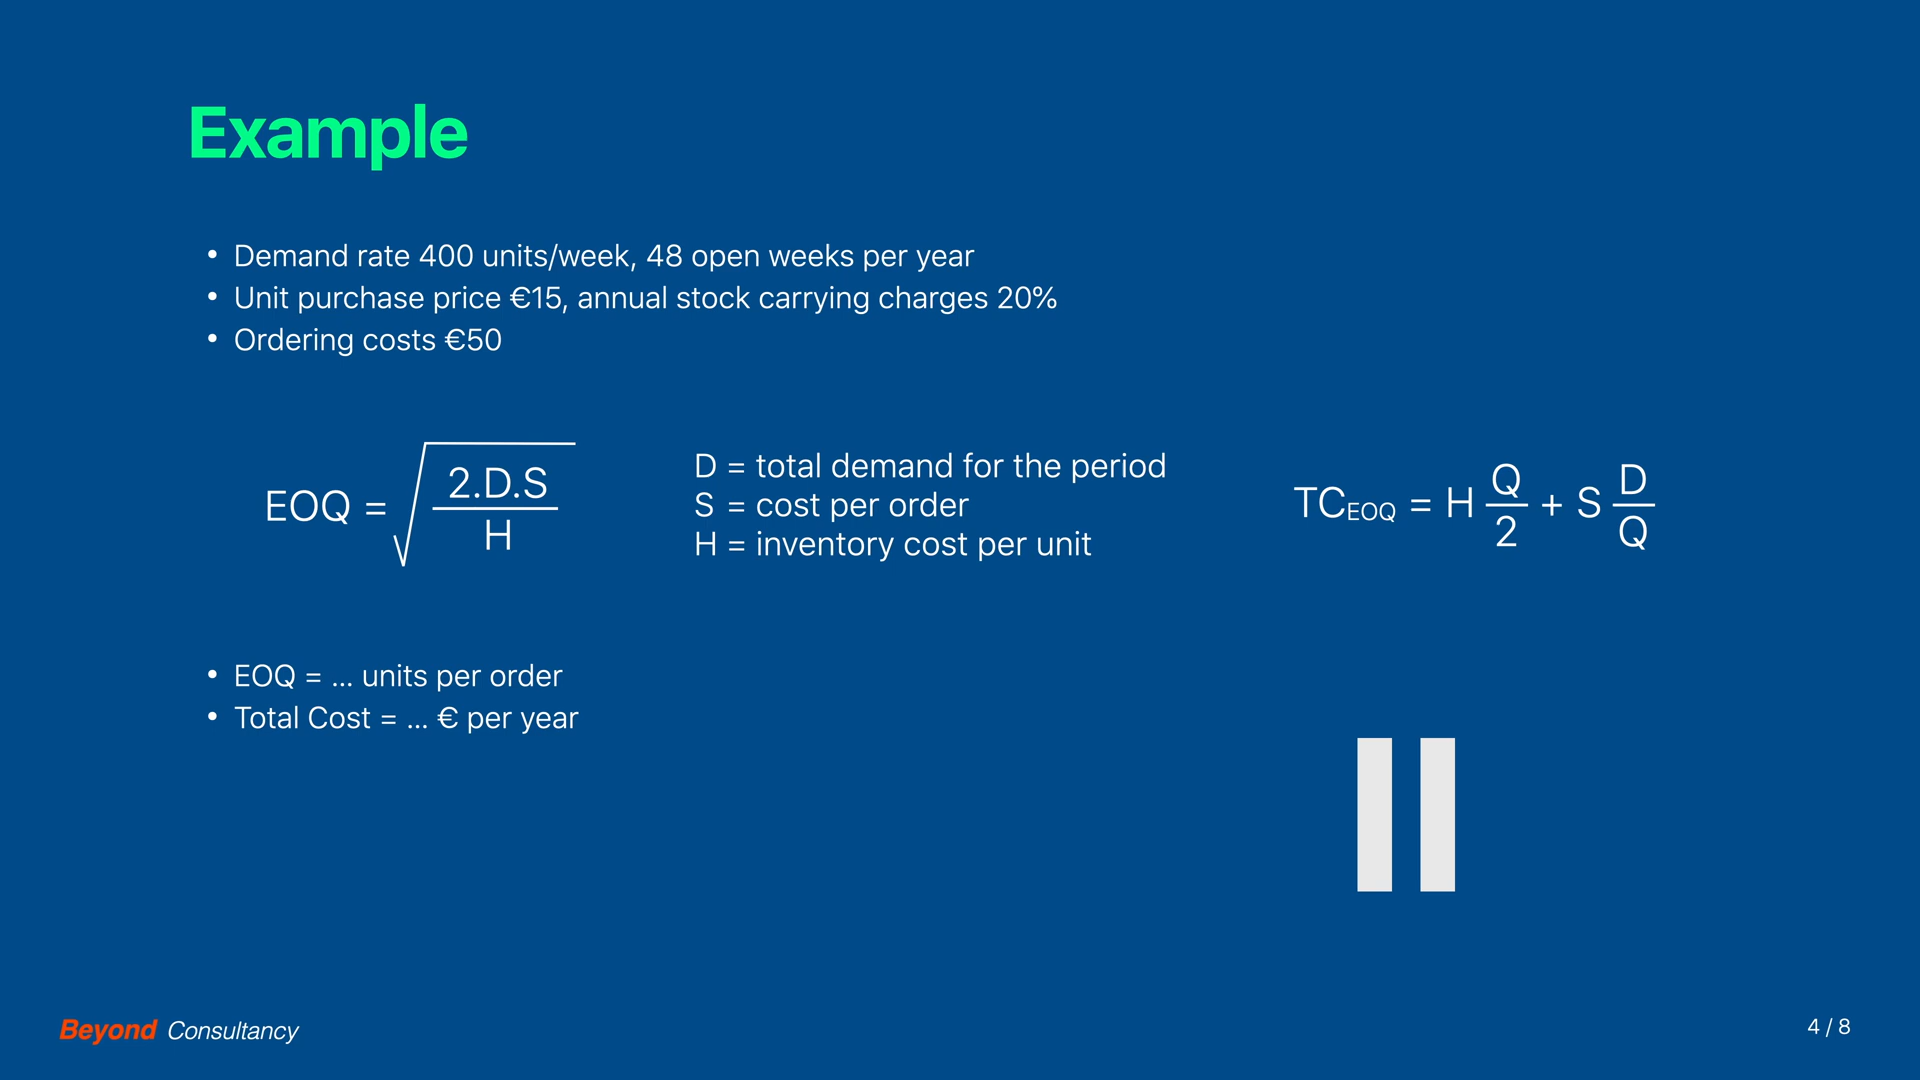 Example
• Demand rate 400 units/week, 48 open weeks per year
• Unit purchase price €15, annual stock carrying charges 20%
• Ordering costs €50
EOQ = √ 2.D.S / H
D = total demand for the period
S = cost per order
H = inventory cost per unit
TCEOQ = H Q/2 + S D/Q
• EOQ = ... units per order
• Total Cost = ... € per year
Beyond Consultancy
4 / 8